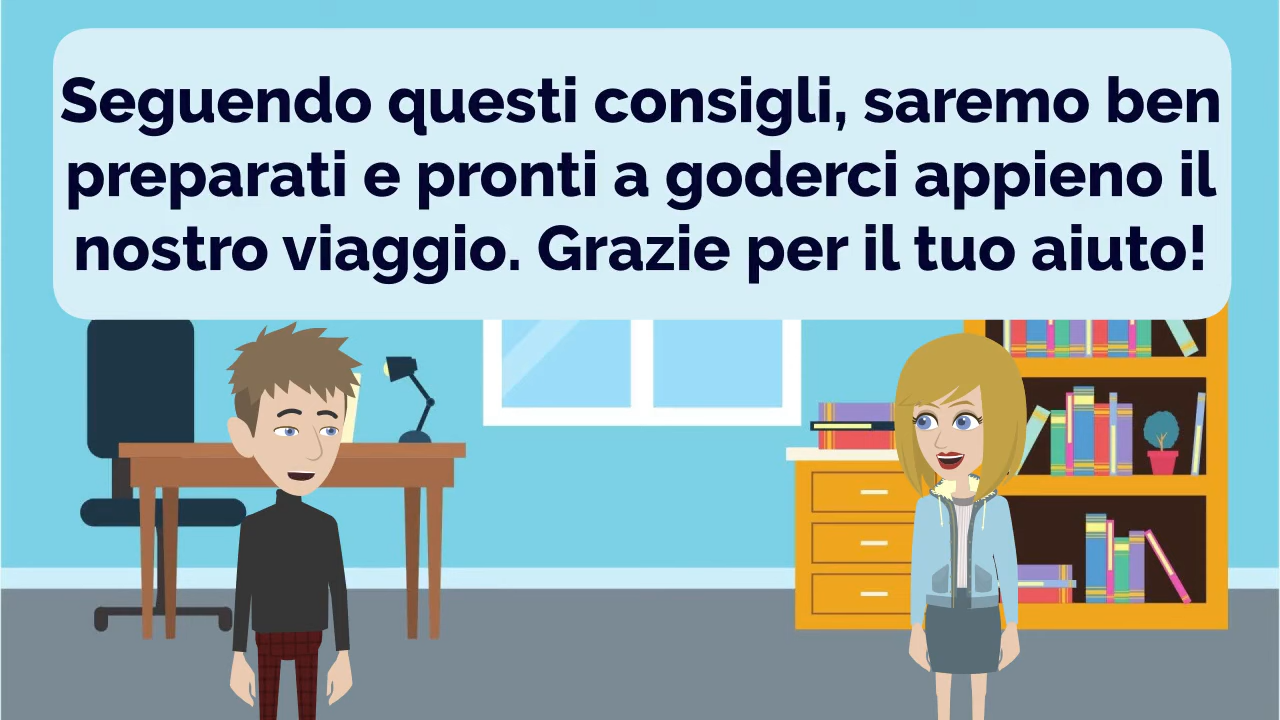 Seguendo questi consigli, saremo ben
preparati e pronti a goderci appieno il
nostro viaggio. Grazie per il tuo aiuto!